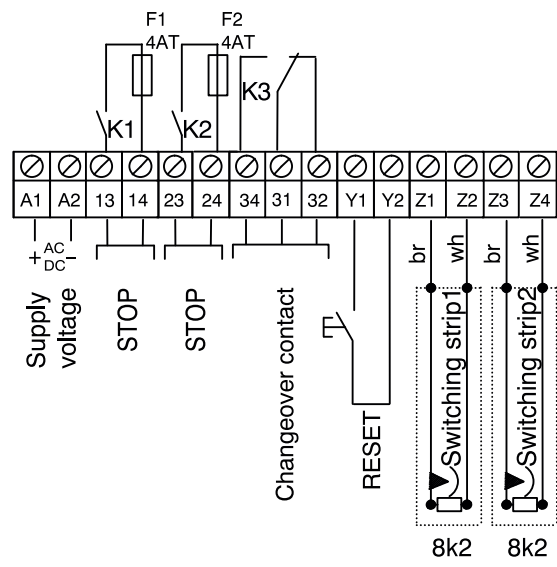 F1
4AT
F2
4AT
K1
K2
K3
A1 A2 13 14 23 24 34 31 32 Y1 Y2 Z1 Z2 Z3 Z4
+ AC DC −
br wh br wh
Supply voltage
STOP
STOP
Changeover contact
RESET
Switching strip1
Switching strip2
8k2
8k2